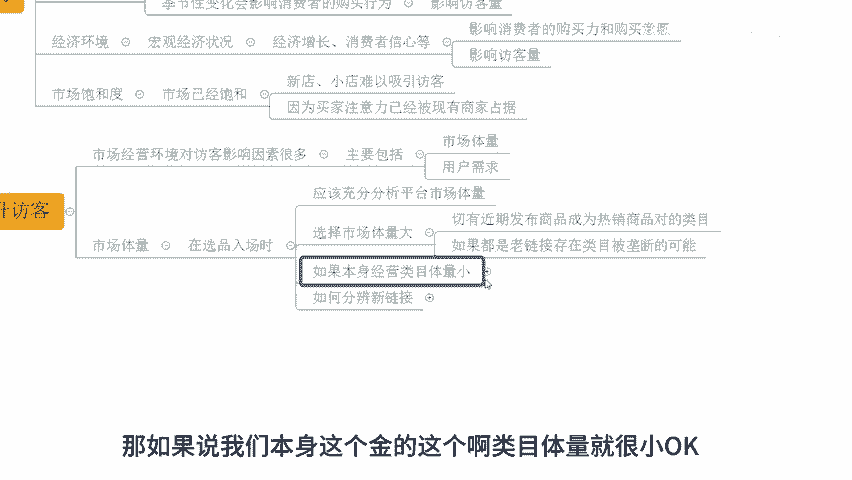 季节性变化会影响消费者的购买行为 影响访客量
影响消费者的购买力和购买意愿
经济环境 宏观经济状况 经济增长、消费者信心等
影响访客量
新店、小店难以吸引访客
市场饱和度 市场已经饱和
因为买家注意力已经被现有商家占据
市场体量
市场经营环境对访客影响因素很多 主要包括
用户需求
应该充分分析平台市场体量
升访客
切有近期发布商品成为热销商品对的类目
选择市场体量大
市场体量 在选品入场时
如果都是老链接存在类目被垄断的可能
如果本身经营类目体量小
如何分辨新链接
那如果说我们本身这个金的这个啊类目体量就很小OK